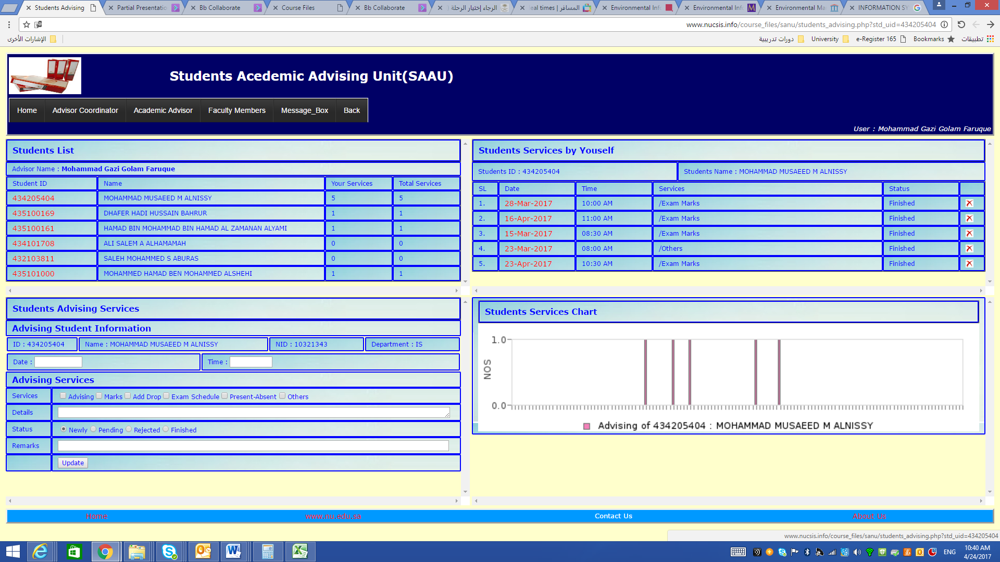 Students Advising
Partial Presentatio
Bb Collaborate
Course Files
Bb Collaborate
الرجاء إختيار الرحلة
المسافر | eal times
Environmental Info
Environmental Inf
Environmental Ma
INFORMATION SY
www.nucsis.info/course_files/sanu/students_advising.php?std_uid=434205404
الإشارات الأخرى
دورات تدريبية
University
e-Register 165
Bookmarks
تطبيقات
Students Acedemic Advising Unit(SAAU)
Home Advisor Coordinator Academic Advisor Faculty Members Message_Box Back
User : Mohammad Gazi Golam Faruque
Students List
Advisor Name : Mohammad Gazi Golam Faruque
Student ID Name Your Services Total Services
434205404 MOHAMMAD MUSAEED M ALNISSY 5 5
435100169 DHAFER HADI HUSSAIN BAHRUR 1 1
435100161 HAMAD BIN MOHAMMAD BIN HAMAD AL ZAMANAN ALYAMI 1 1
434101708 ALI SALEM A ALHAMAMAH 0 0
432103811 SALEH MOHAMMED S ABURAS 0 0
435101000 MOHAMMED HAMAD BEN MOHAMMED ALSHEHI 1 1
Students Services by Youself
Students ID : 434205404 Students Name : MOHAMMAD MUSAEED M ALNISSY
SL Date Time Services Status
1. 28-Mar-2017 10:00 AM /Exam Marks Finished
2. 16-Apr-2017 11:00 AM /Exam Marks Finished
3. 15-Mar-2017 08:30 AM /Exam Marks Finished
4. 23-Mar-2017 08:00 AM /Others Finished
5. 23-Apr-2017 10:30 AM /Exam Marks Finished
Students Advising Services
Advising Student Information
ID : 434205404 Name : MOHAMMAD MUSAEED M ALNISSY NID : 10321343 Department : IS
Date : Time :
Advising Services
Services Advising Marks Add Drop Exam Schedule Present-Absent Others
Details
Status Newly Pending Rejected Finished
Remarks
Update
Students Services Chart
1.0
NOS
0.0
Advising of 434205404 : MOHAMMAD MUSAEED M ALNISSY
Home www.nu.edu.sa Contact Us About Us
www.nucsis.info/course_files/sanu/students_advising.php?std_uid=434205404
ENG
10:40 AM
4/24/2017